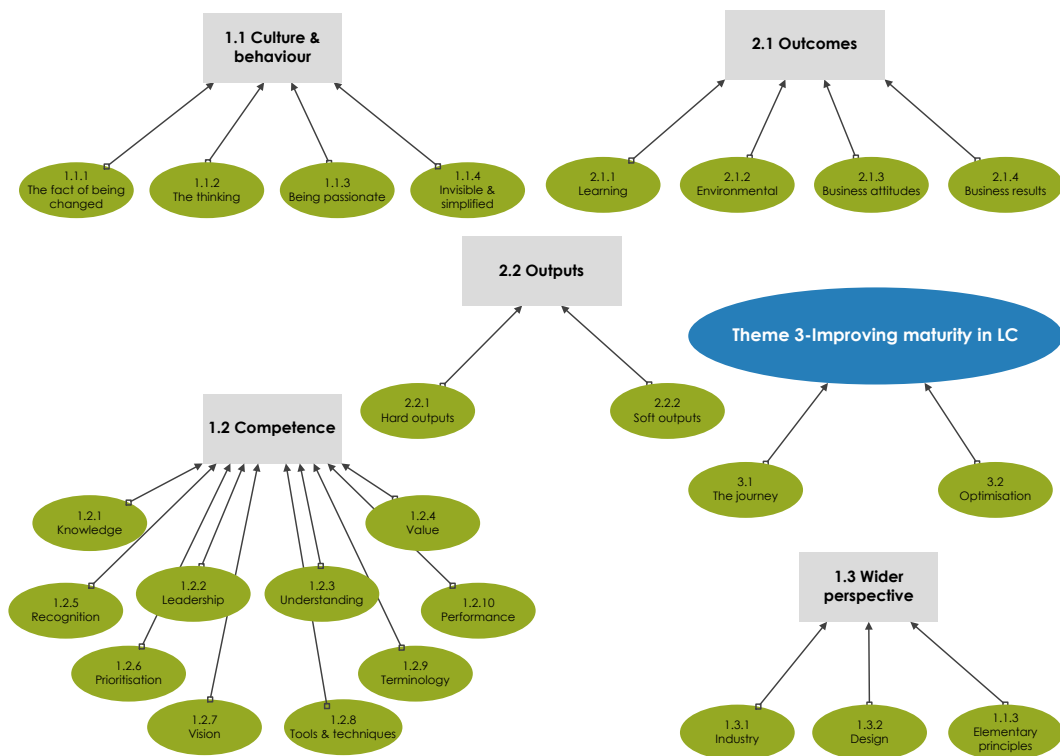 1.1 Culture &
behaviour
1.1.1
The fact of being
changed
1.1.2
The thinking
1.1.3
Being passionate
1.1.4
Invisible &
simplified
2.1 Outcomes
2.1.1
Learning
2.1.2
Environmental
2.1.3
Business attitudes
2.1.4
Business results
2.2 Outputs
2.2.1
Hard outputs
2.2.2
Soft outputs
Theme 3-Improving maturity in LC
3.1
The journey
3.2
Optimisation
1.2 Competence
1.2.1
Knowledge
1.2.4
Value
1.2.5
Recognition
1.2.2
Leadership
1.2.3
Understanding
1.2.10
Performance
1.2.6
Prioritisation
1.2.9
Terminology
1.2.7
Vision
1.2.8
Tools & techniques
1.3 Wider
perspective
1.3.1
Industry
1.3.2
Design
1.1.3
Elementary
principles